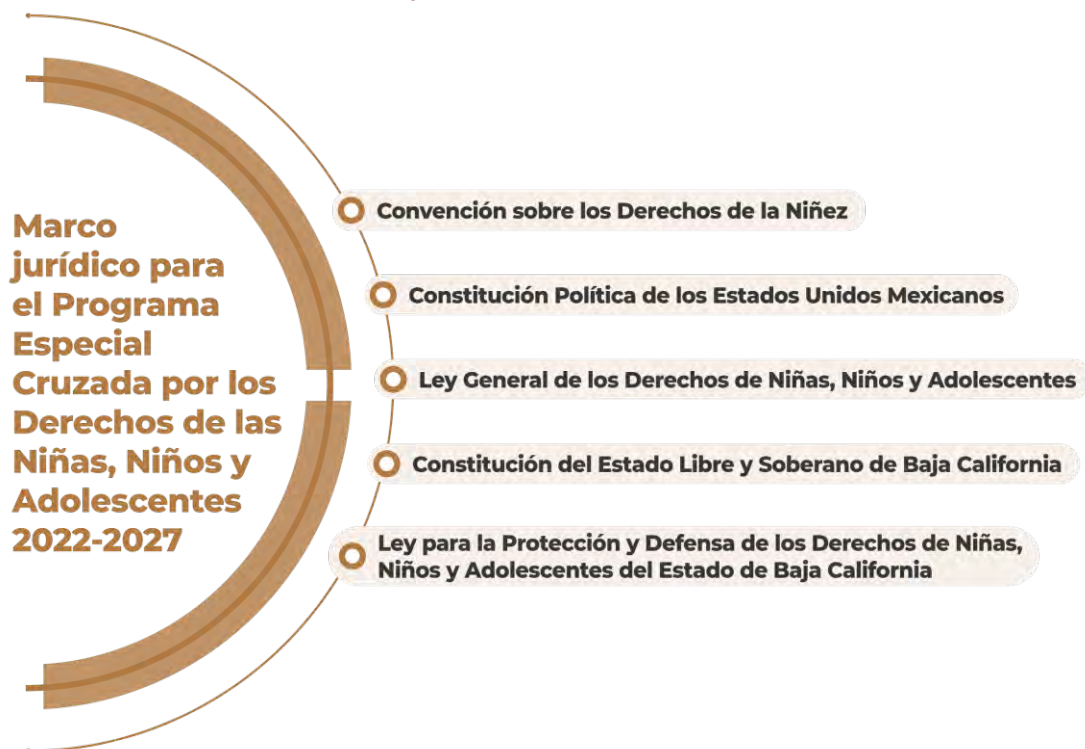 Marco
jurídico para
el Programa
Especial
Cruzada por los
Derechos de las
Niñas, Niños y
Adolescentes
2022-2027
Convención sobre los Derechos de la Niñez
Constitución Política de los Estados Unidos Mexicanos
Ley General de los Derechos de Niñas, Niños y Adolescentes
Constitución del Estado Libre y Soberano de Baja California
Ley para la Protección y Defensa de los Derechos de Niñas,
Niños y Adolescentes del Estado de Baja California